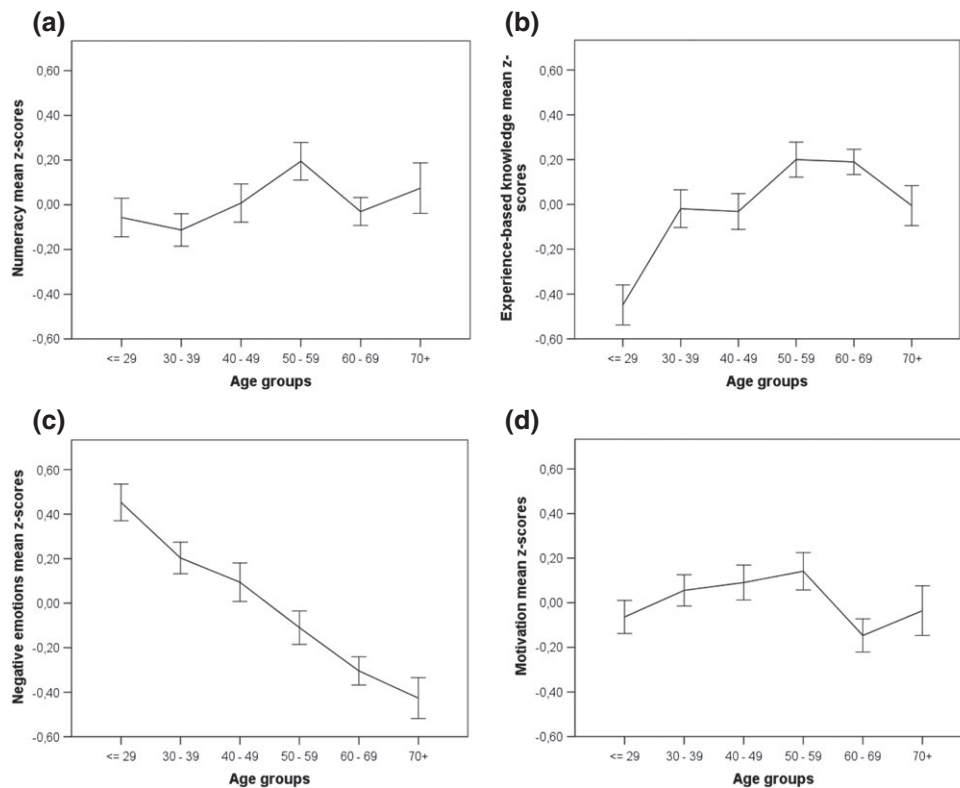 (a)
Numeracy mean z-scores
0,60
0,40
0,20
0,00
-0,20
-0,40
-0,60
<= 29
30 - 39
40 - 49
50 - 59
60 - 69
70+
Age groups
(b)
Experience-based knowledge mean z-
scores
0,60
0,40
0,20
0,00
-0,20
-0,40
-0,60
<= 29
30 - 39
40 - 49
50 - 59
60 - 69
70+
Age groups
(c)
Negative emotions mean z-scores
0,60
0,40
0,20
0,00
-0,20
-0,40
-0,60
<= 29
30 - 39
40 - 49
50 - 59
60 - 69
70+
Age groups
(d)
Motivation mean z-scores
0,60
0,40
0,20
0,00
-0,20
-0,40
-0,60
<= 29
30 - 39
40 - 49
50 - 59
60 - 69
70+
Age groups